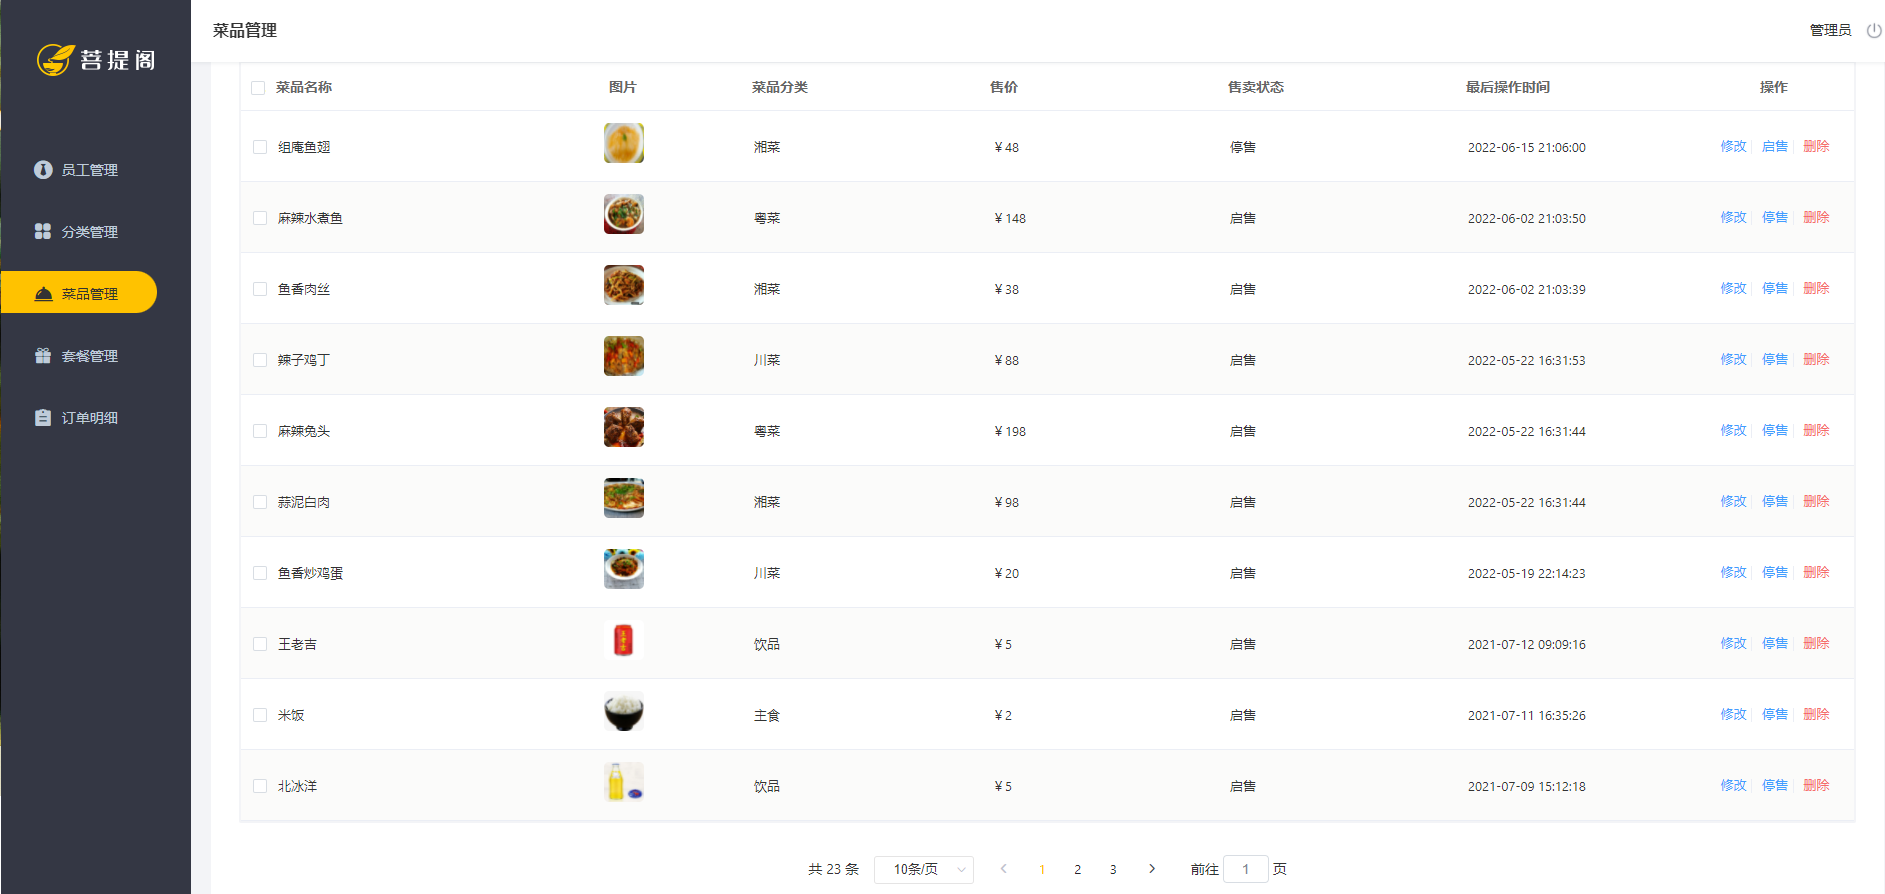 菩提阁
员工管理
分类管理
菜品管理
套餐管理
订单明细
菜品管理
管理员
菜品名称 图片 菜品分类 售价 售卖状态 最后操作时间 操作
组庵鱼翅 湘菜 ￥48 停售 2022-06-15 21:06:00 修改 启售 删除
麻辣水煮鱼 粤菜 ￥148 启售 2022-06-02 21:03:50 修改 停售 删除
鱼香肉丝 湘菜 ￥38 启售 2022-06-02 21:03:39 修改 停售 删除
辣子鸡丁 川菜 ￥88 启售 2022-05-22 16:31:53 修改 停售 删除
麻辣兔头 粤菜 ￥198 启售 2022-05-22 16:31:44 修改 停售 删除
蒜泥白肉 湘菜 ￥98 启售 2022-05-22 16:31:44 修改 停售 删除
鱼香炒鸡蛋 川菜 ￥20 启售 2022-05-19 22:14:23 修改 停售 删除
王老吉 王老吉 饮品 ￥5 启售 2021-07-12 09:09:16 修改 停售 删除
米饭 主食 ￥2 启售 2021-07-11 16:35:26 修改 停售 删除
北冰洋 饮品 ￥5 启售 2021-07-09 15:12:18 修改 停售 删除
共 23 条 10条/页 1 2 3 前往 1 页